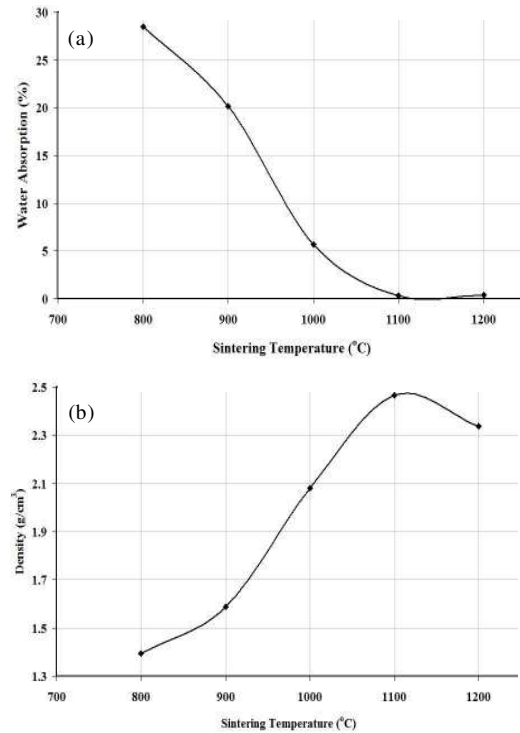 (a)
Water Absorption (%)
30
25
20
15
10
5
0
700 800 900 1000 1100 1200
Sintering Temperature (°C)
(b)
Density (g/cm³)
2.5
2.3
2.1
1.9
1.7
1.5
1.3
700 800 900 1000 1100 1200
Sintering Temperature (°C)